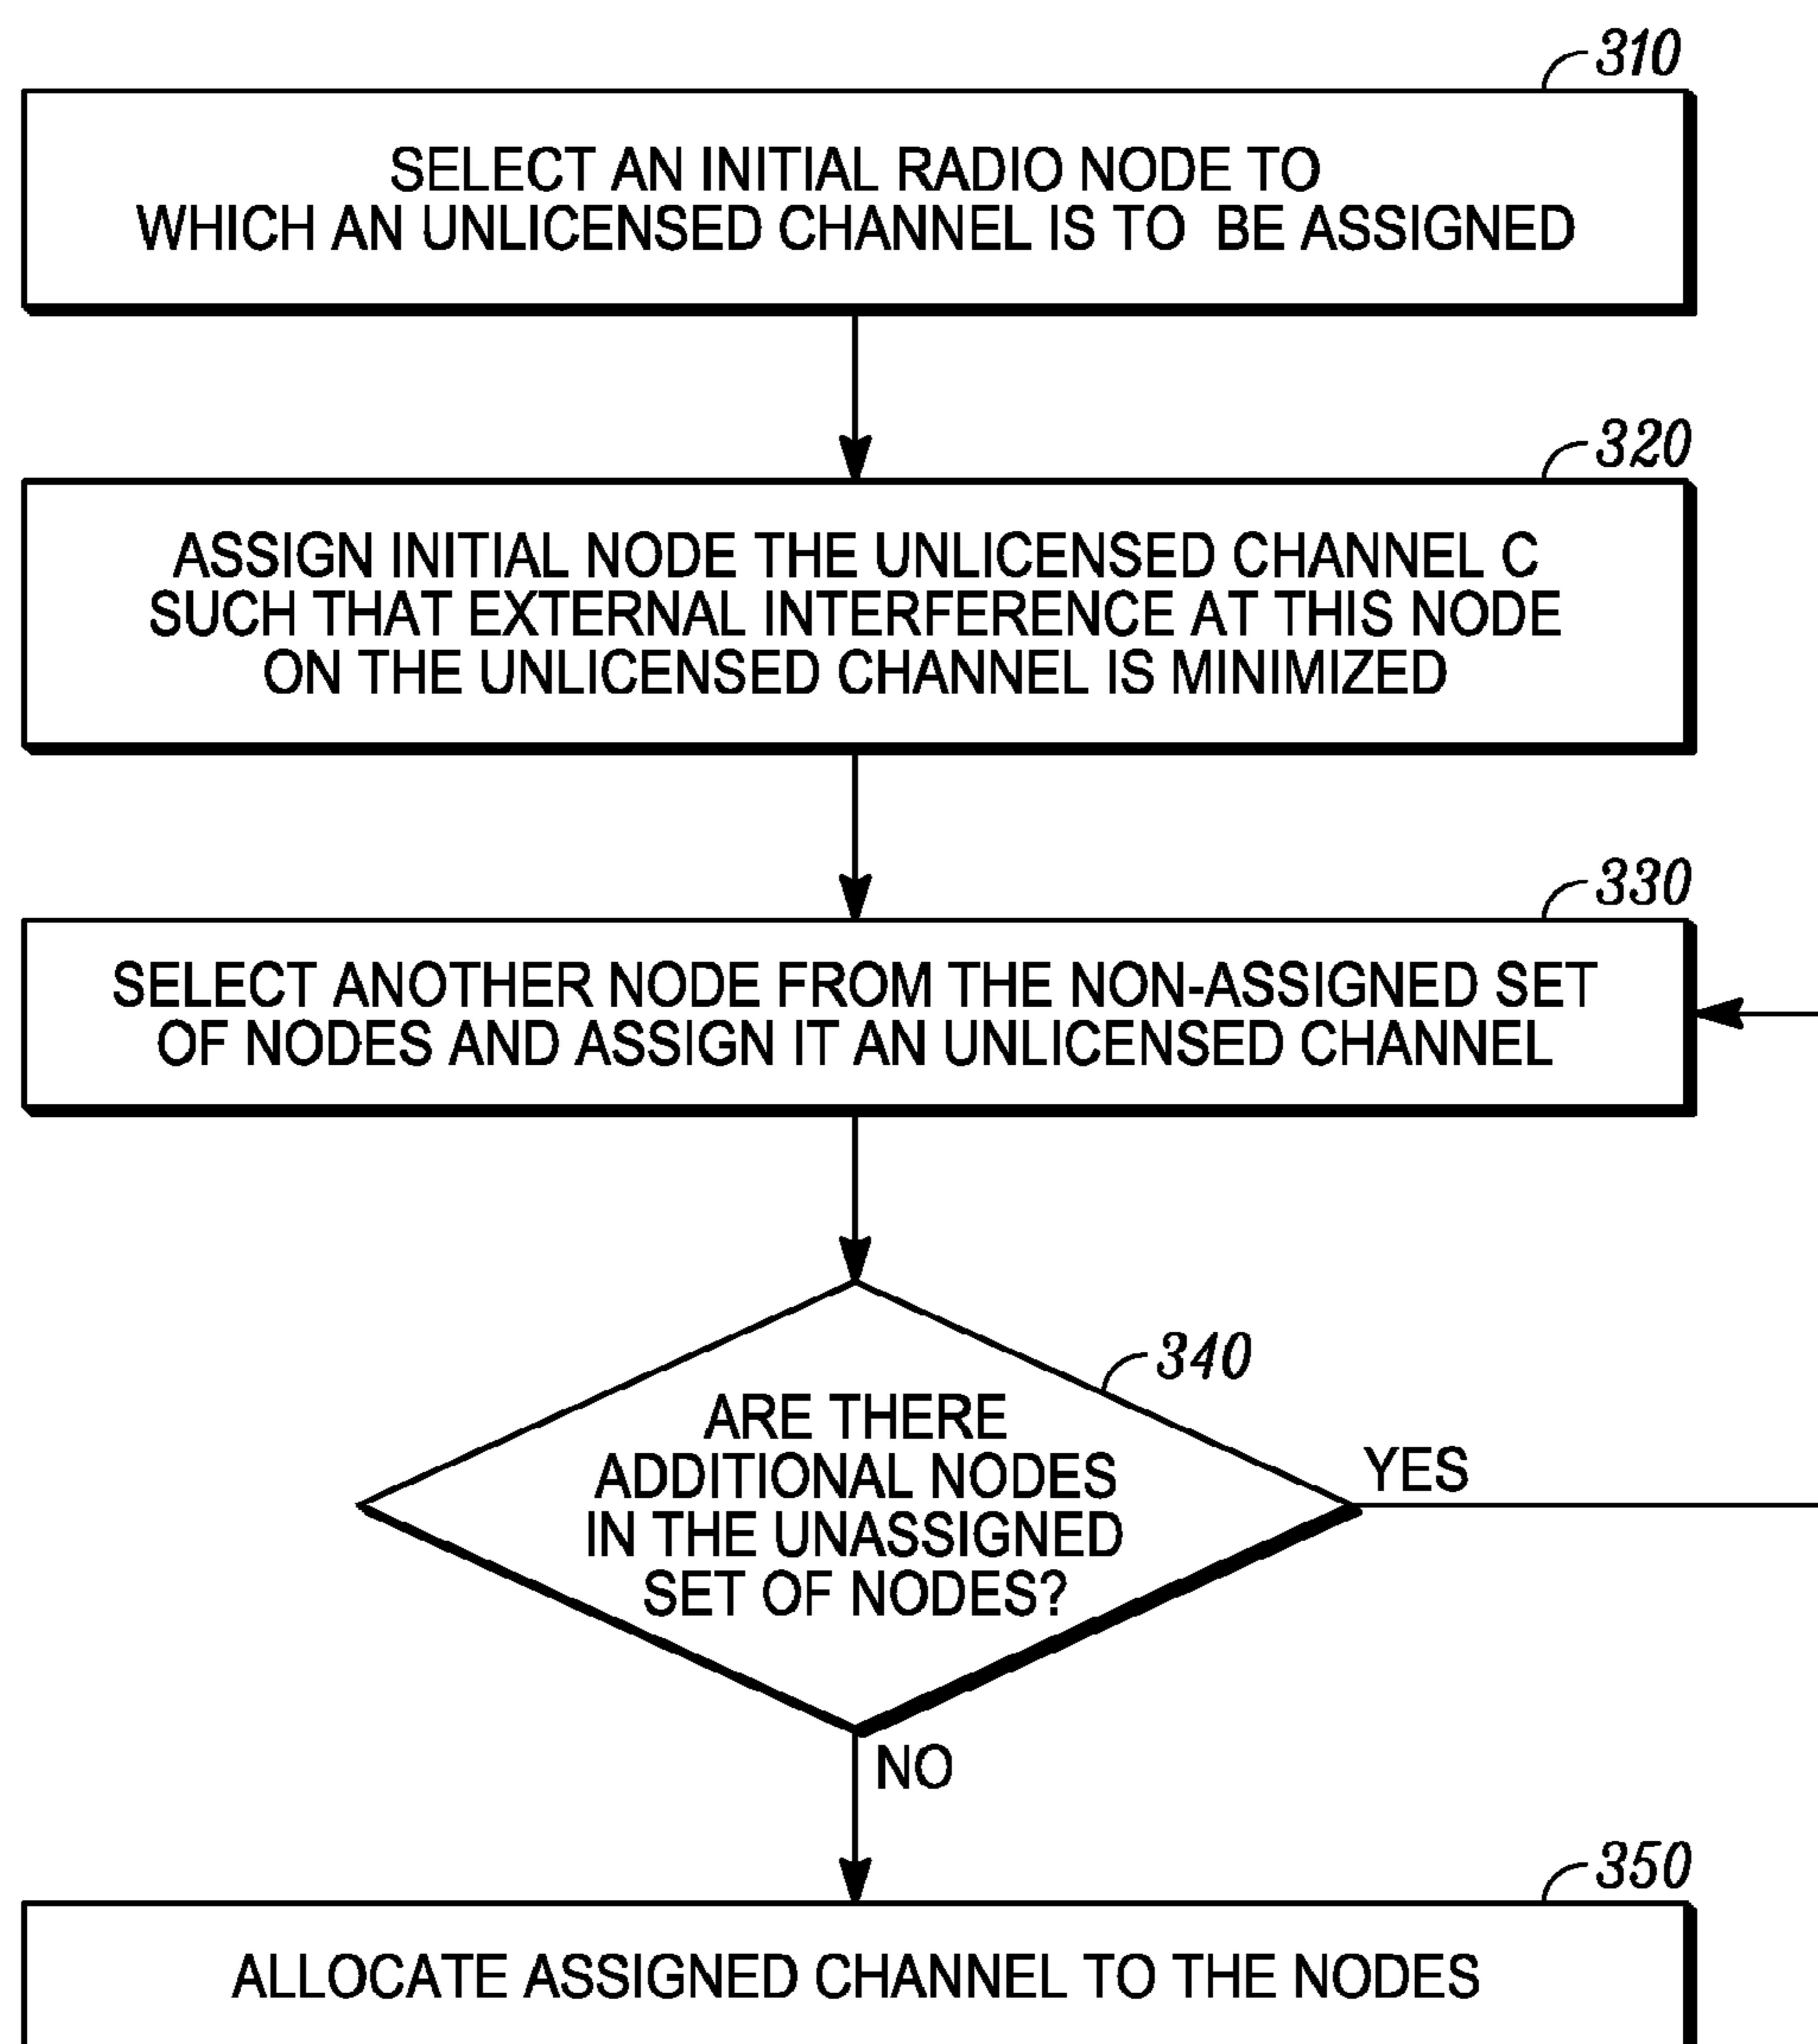 310
SELECT AN INITIAL RADIO NODE TO
WHICH AN UNLICENSED CHANNEL IS TO BE ASSIGNED
320
ASSIGN INITIAL NODE THE UNLICENSED CHANNEL C
SUCH THAT EXTERNAL INTERFERENCE AT THIS NODE
ON THE UNLICENSED CHANNEL IS MINIMIZED
330
SELECT ANOTHER NODE FROM THE NON-ASSIGNED SET
OF NODES AND ASSIGN IT AN UNLICENSED CHANNEL
340
ARE THERE
ADDITIONAL NODES
IN THE UNASSIGNED
SET OF NODES?
YES
NO
350
ALLOCATE ASSIGNED CHANNEL TO THE NODES